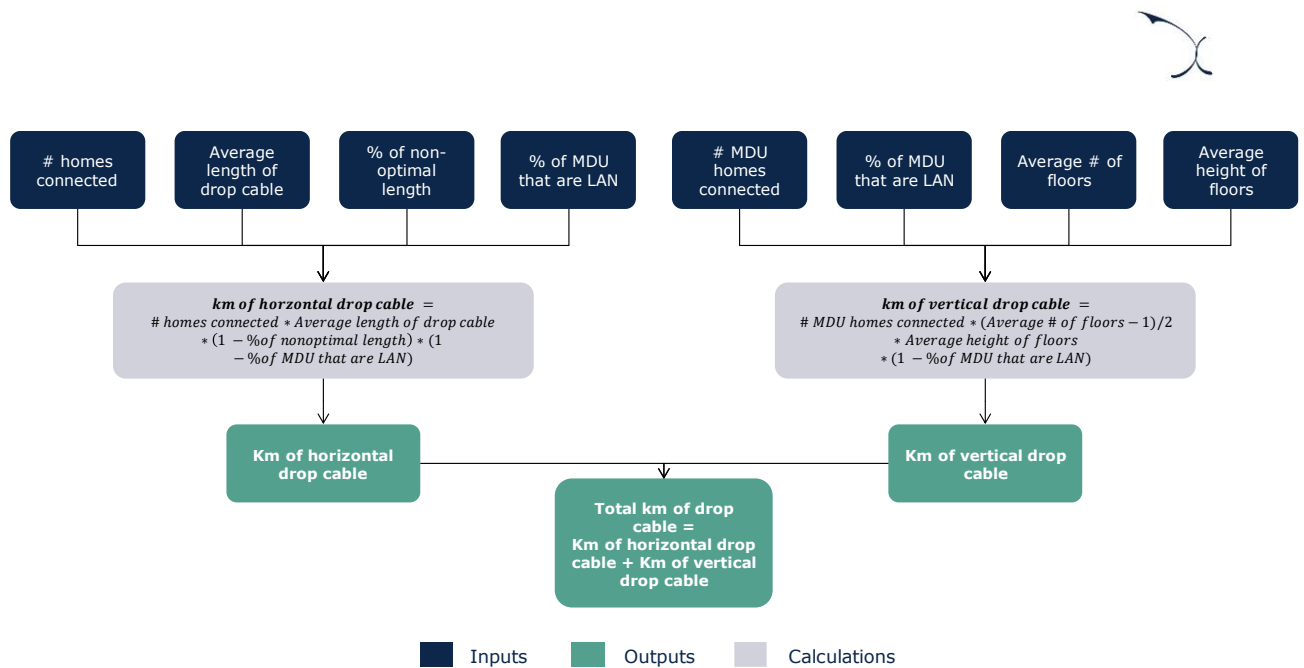 # homes
connected
Average
length of
drop cable
% of non-
optimal
length
% of MDU
that are LAN
# MDU
homes
connected
% of MDU
that are LAN
Average # of
floors
Average
height of
floors
km of horzontal drop cable =
# homes connected * Average length of drop cable
* (1 − %of nonoptimal length) * (1
− %of MDU that are LAN)
km of vertical drop cable =
# MDU homes connected * (Average # of floors − 1)/2
* Average height of floors
* (1 − %of MDU that are LAN)
Km of horizontal
drop cable
Km of vertical drop
cable
Total km of drop
cable =
Km of horizontal drop
cable + Km of vertical
drop cable
Inputs
Outputs
Calculations